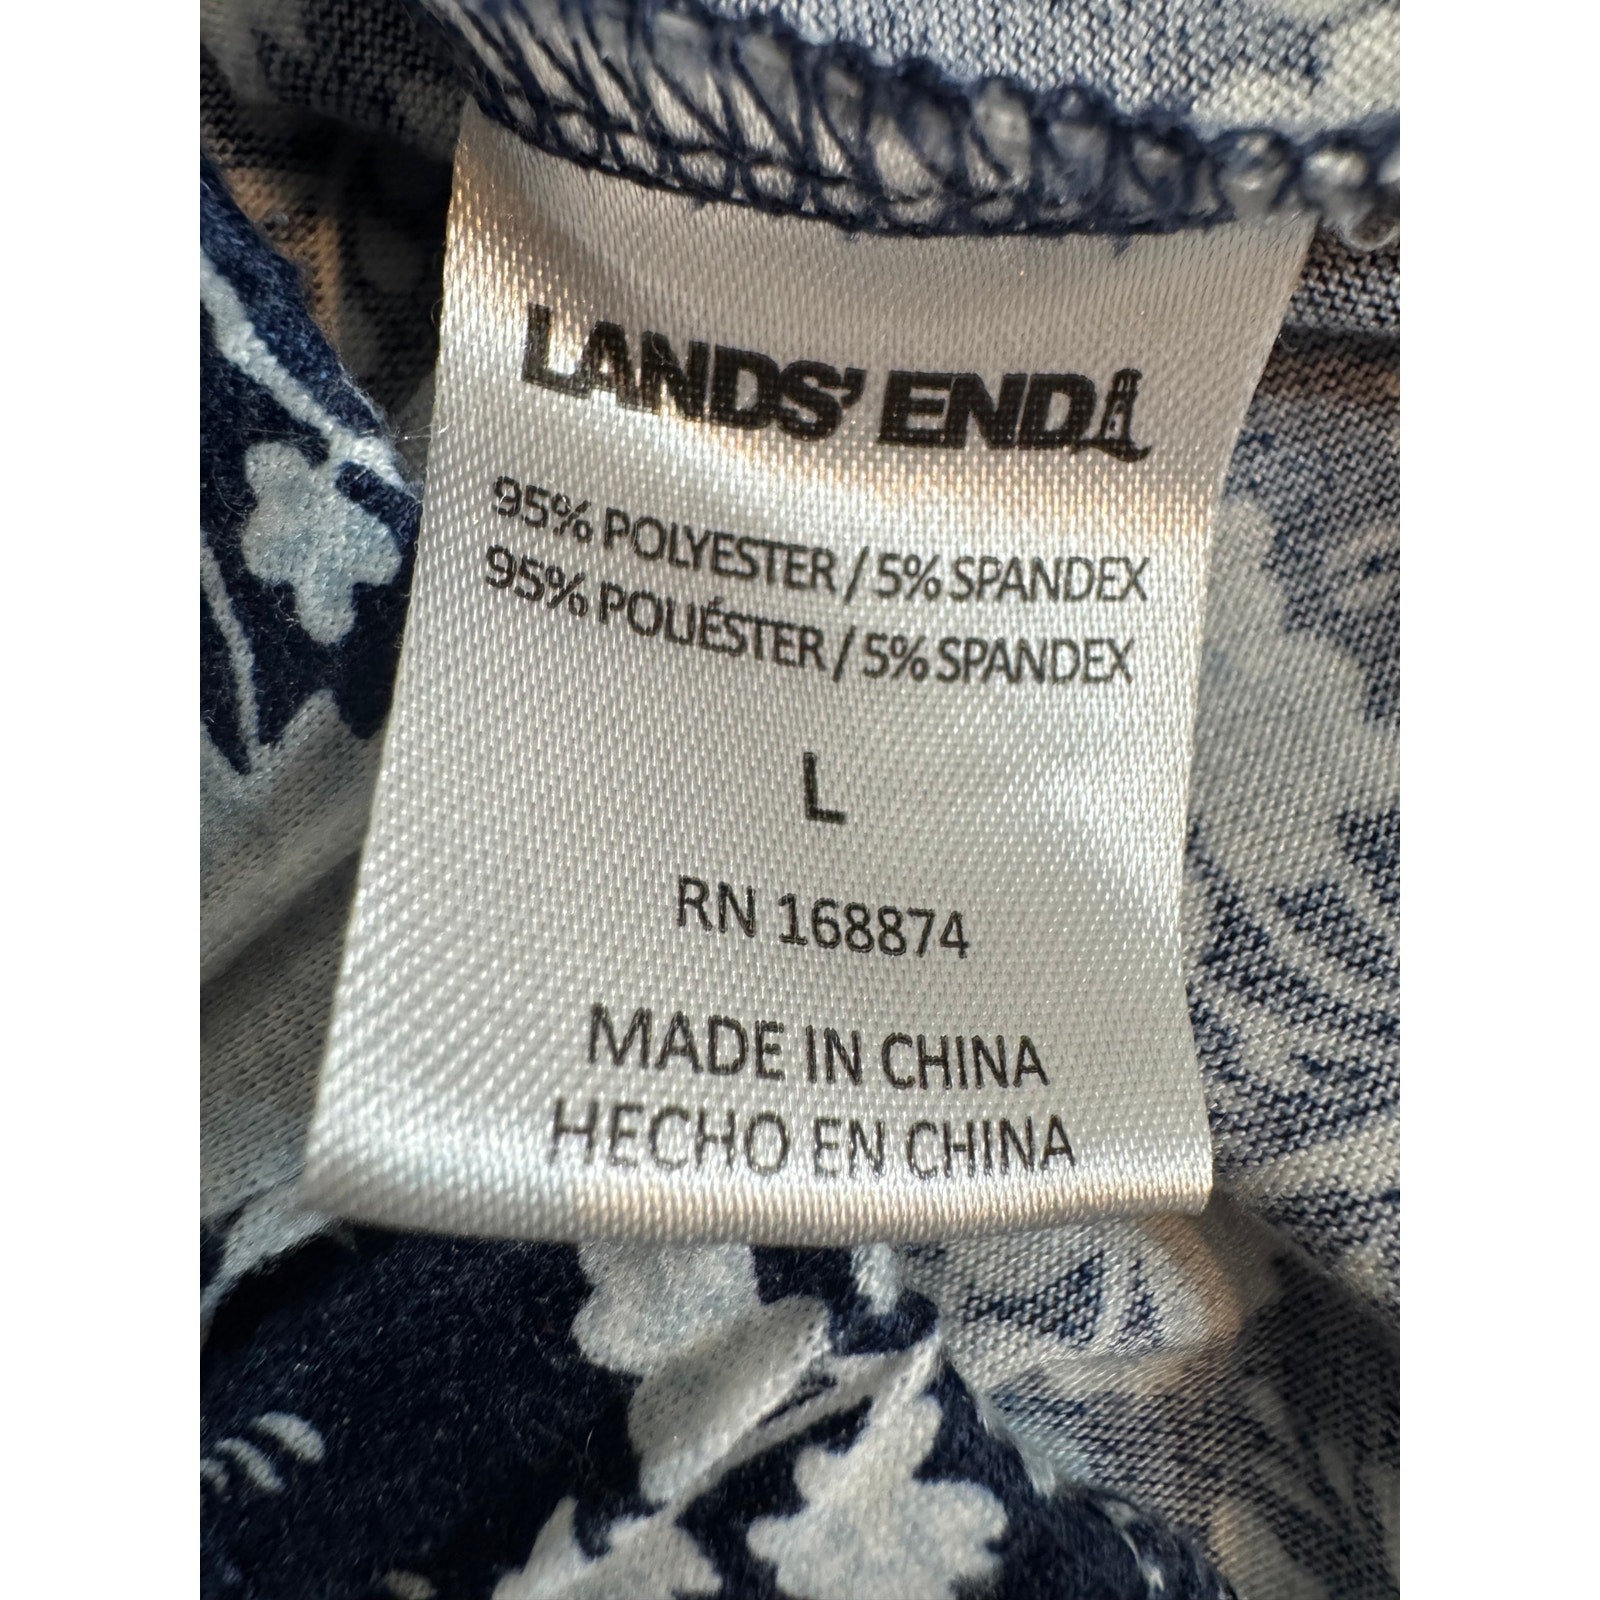 LANDS' END
95% POLYESTER / 5% SPANDEX
95% POLIÉSTER / 5% SPANDEX
L
RN 168874
MADE IN CHINA
HECHO EN CHINA